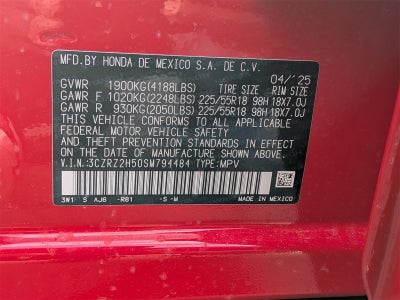 MFD.BY HONDA DE MEXICO S.A. DE C.V.
04/'25
GVWR 1900KG(4188LBS) TIRE SIZE RIM SIZE
GAWR F 1020KG(2248LBS) 225/55R18 98H 18X7.0J
GAWR R 930KG(2050LBS) 225/55R18 98H 18X7.0J
THIS VEHICLE CONFORMS TO ALL APPLICABLE
FEDERAL MOTOR VEHICLE SAFETY AND
THEFT PREVENTION STANDARDS IN EFFECT ON
THE DATE OF MANUFACTURE SHOWN ABOVE.
V.I.N.:3CZRZ2H50SM794484 TYPE:MPV
3W1 S AJ6 -R81 -S -W
MADE IN MEXICO